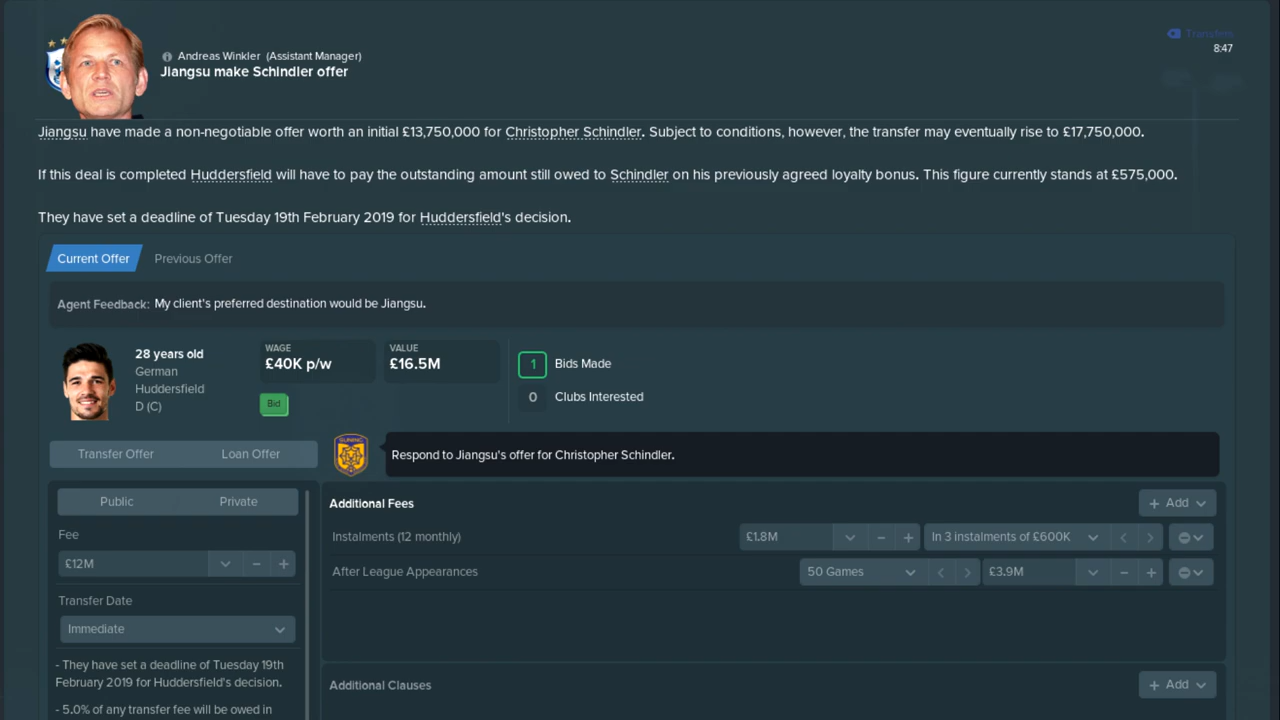 Transfers
Andreas Winkler (Assistant Manager)
8:47
Jiangsu make Schindler offer
Jiangsu have made a non-negotiable offer worth an initial £13,750,000 for Christopher Schindler. Subject to conditions, however, the transfer may eventually rise to £17,750,000.
If this deal is completed Huddersfield will have to pay the outstanding amount still owed to Schindler on his previously agreed loyalty bonus. This figure currently stands at £575,000.
They have set a deadline of Tuesday 19th February 2019 for Huddersfield's decision.
Current Offer Previous Offer
Agent Feedback: My client's preferred destination would be Jiangsu.
28 years old
German
Huddersfield
D (C)
WAGE
£40K p/w
VALUE
£16.5M
Bid
1 Bids Made
0 Clubs Interested
Transfer Offer Loan Offer
SUNING
Respond to Jiangsu's offer for Christopher Schindler.
Public Private
Fee
£12M
Transfer Date
Immediate
- They have set a deadline of Tuesday 19th
February 2019 for Huddersfield's decision.
- 5.0% of any transfer fee will be owed in
Additional Fees + Add
Instalments (12 monthly) £1.8M - + In 3 instalments of £600K
After League Appearances 50 Games £3.9M - +
Additional Clauses + Add